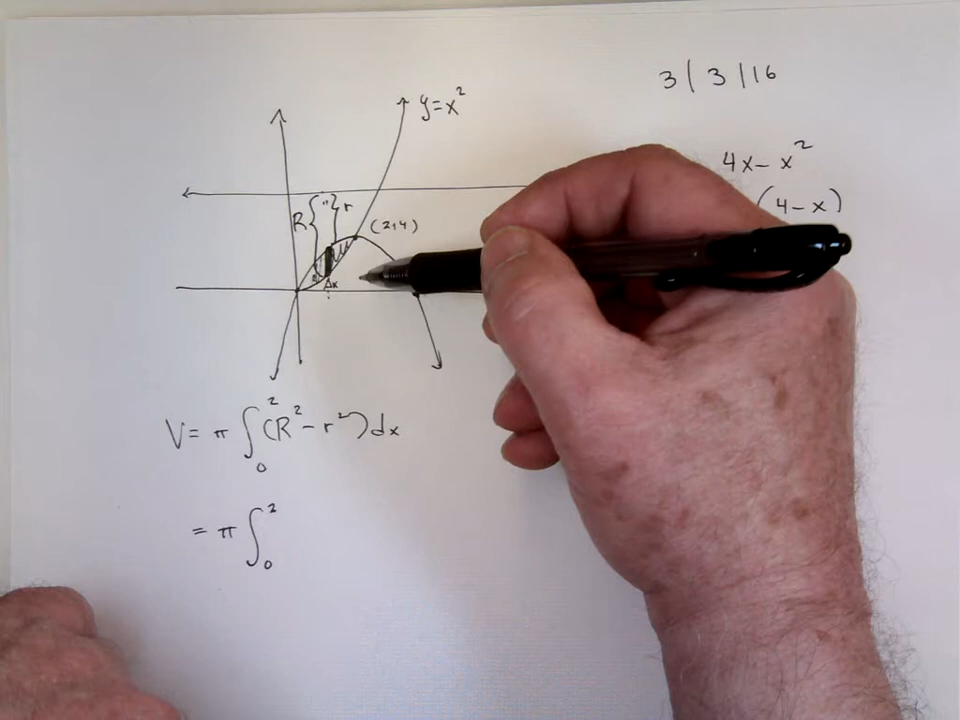 3/3/16
y=x²
4x-x²
(4-x)
R{ }r
(2,4)
Δx
V= π ∫₀² (R²-r²)dx
= π ∫₀²